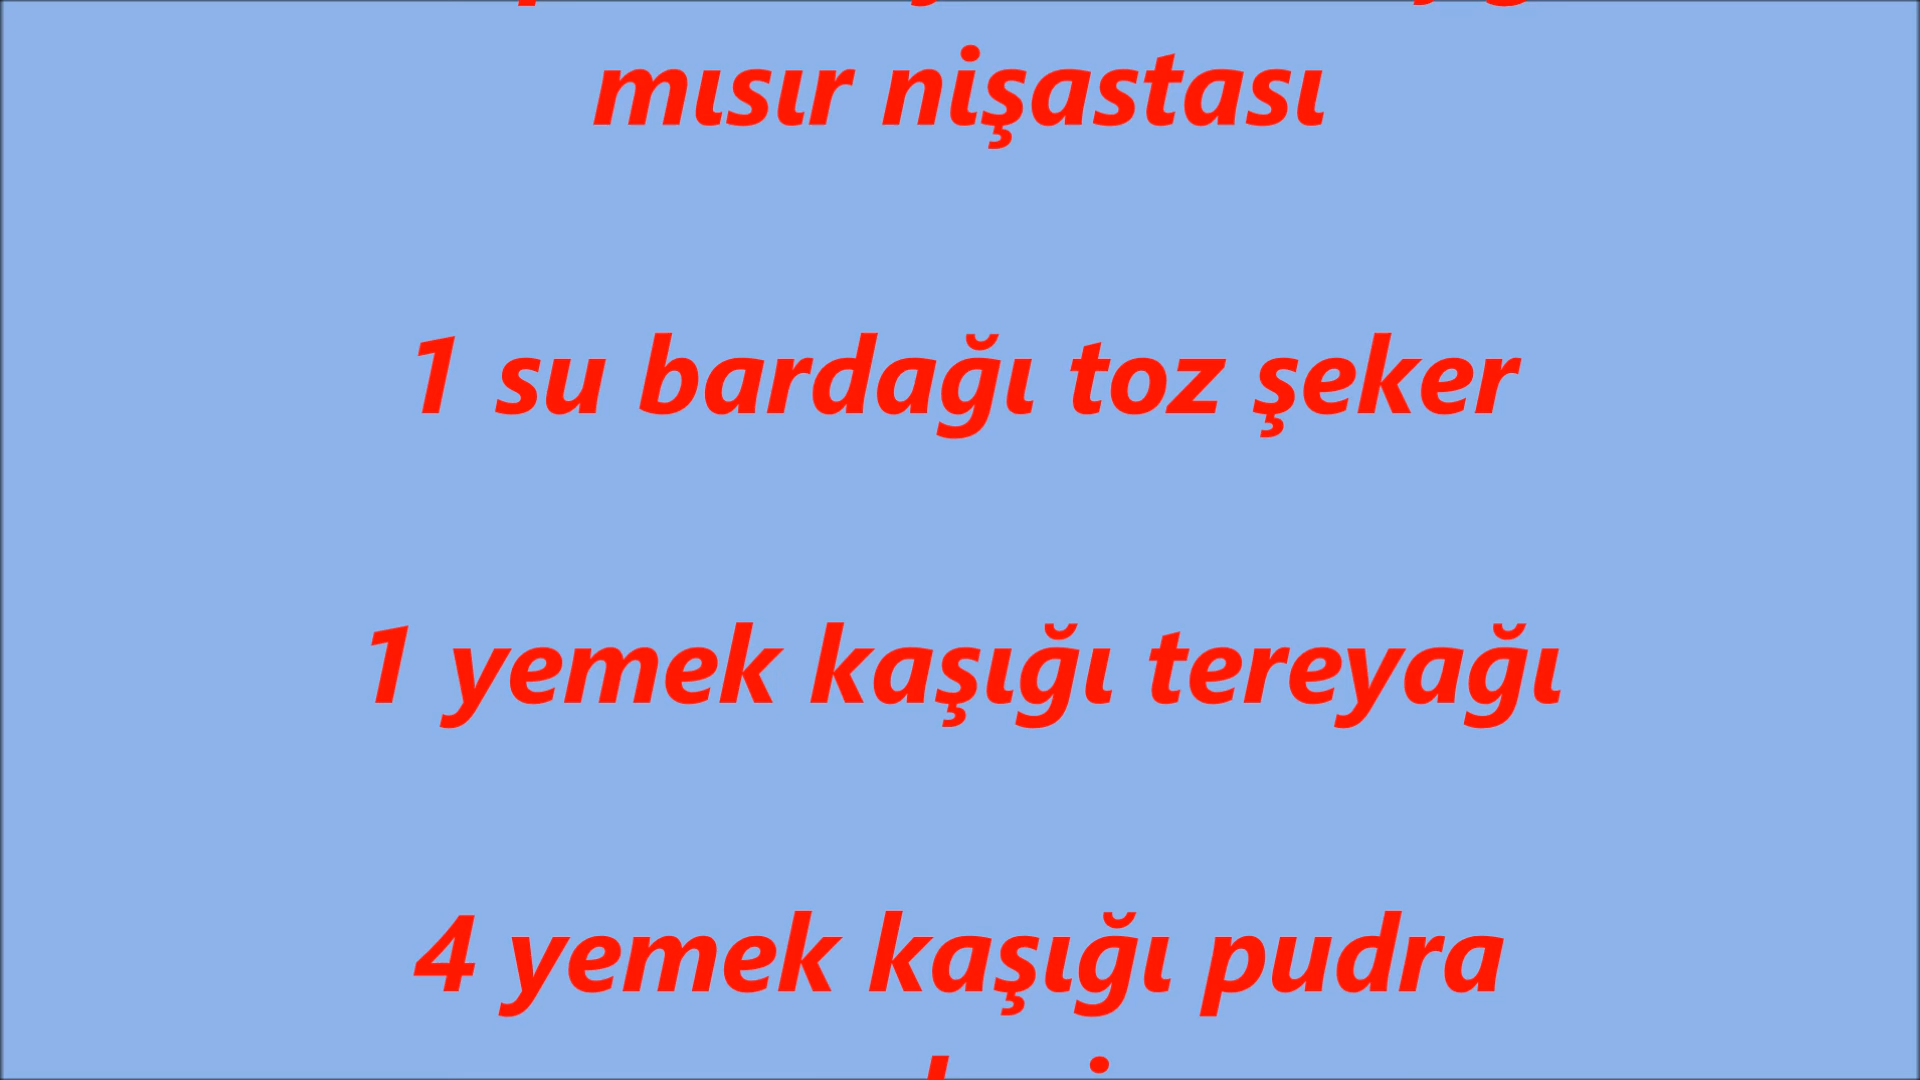 mısır nişastası
1 su bardağı toz şeker
1 yemek kaşığı tereyağı
4 yemek kaşığı pudra